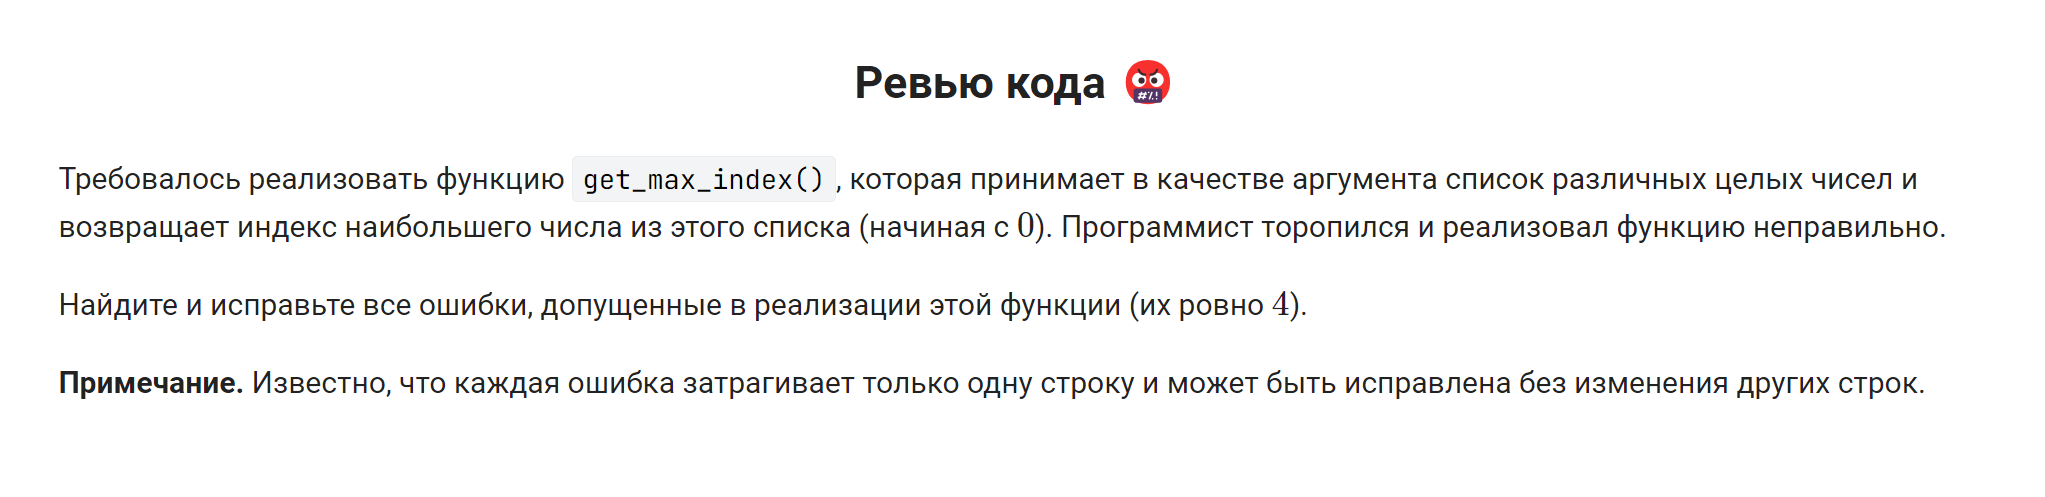 Ревью кода
Требовалось реализовать функцию get_max_index(), которая принимает в качестве аргумента список различных целых чисел и
возвращает индекс наибольшего числа из этого списка (начиная с 0). Программист торопился и реализовал функцию неправильно.
Найдите и исправьте все ошибки, допущенные в реализации этой функции (их ровно 4).
Примечание. Известно, что каждая ошибка затрагивает только одну строку и может быть исправлена без изменения других строк.